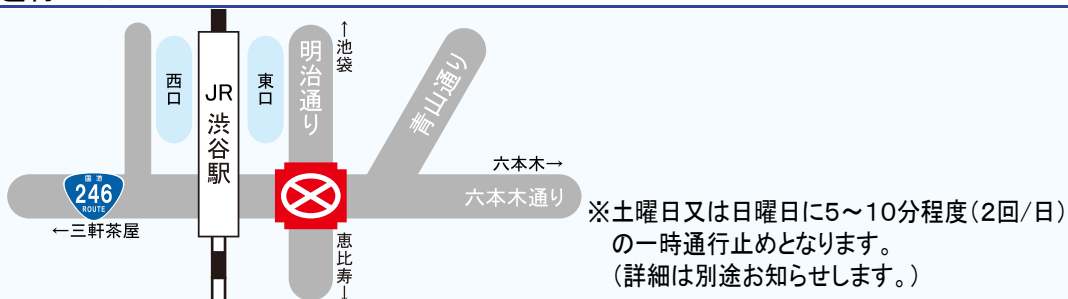 ↑池袋
明治通り
青山通り
西口
JR渋谷駅
東口
六本木→
国道
246
ROUTE
六本木通り
←三軒茶屋
恵比寿↓
※土曜日又は日曜日に5～10分程度(2回/日)
の一時通行止めとなります。
(詳細は別途お知らせします。)